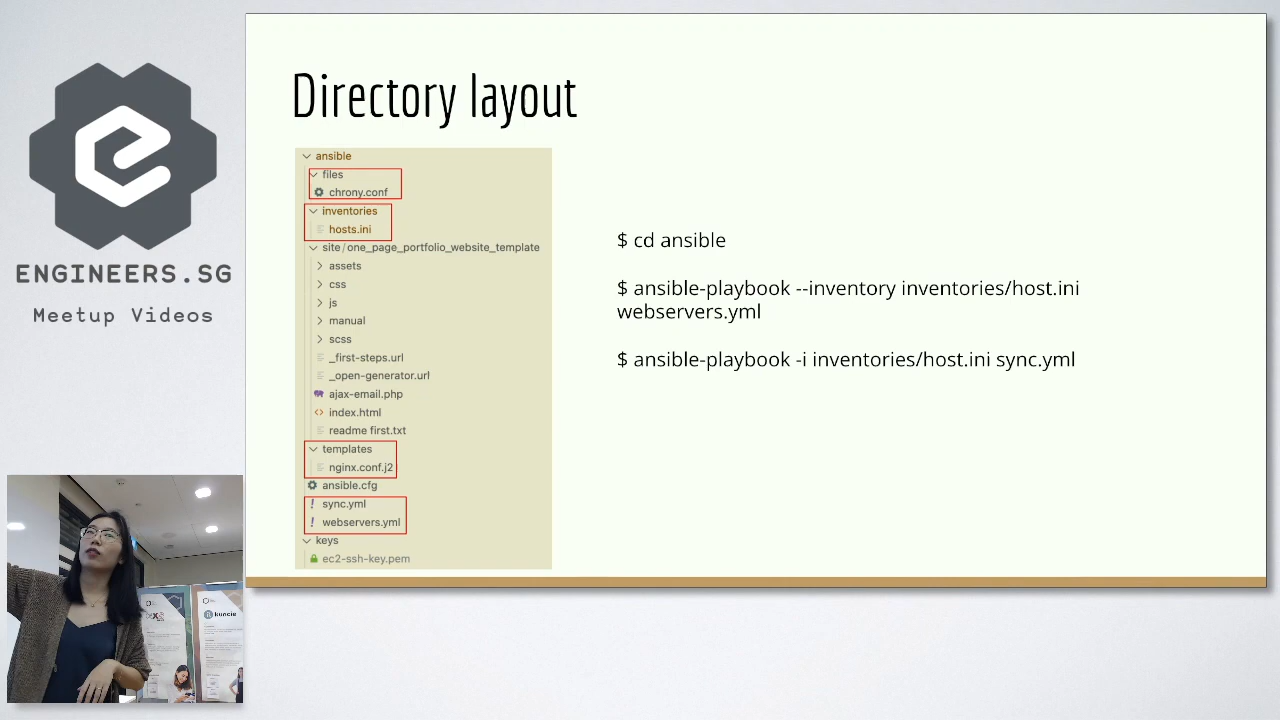 ENGINEERS.SG
Meetup Videos
Directory layout
ansible
files
chrony.conf
inventories
hosts.ini
site/one_page_portfolio_website_template
assets
css
js
manual
scss
_first-steps.url
_open-generator.url
ajax-email.php
index.html
readme first.txt
templates
nginx.conf.j2
ansible.cfg
sync.yml
webservers.yml
keys
ec2-ssh-key.pem
$ cd ansible
$ ansible-playbook --inventory inventories/host.ini
webservers.yml
$ ansible-playbook -i inventories/host.ini sync.yml
kuncie